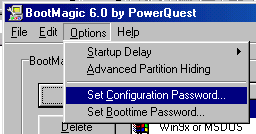 BootMagic 6.0 by PowerQuest
File Edit Options Help
BootMa
Startup Delay
Advanced Partition Hiding
Set Configuration Password...
Set Boottime Password...
Delete
Win9x or MSDOS